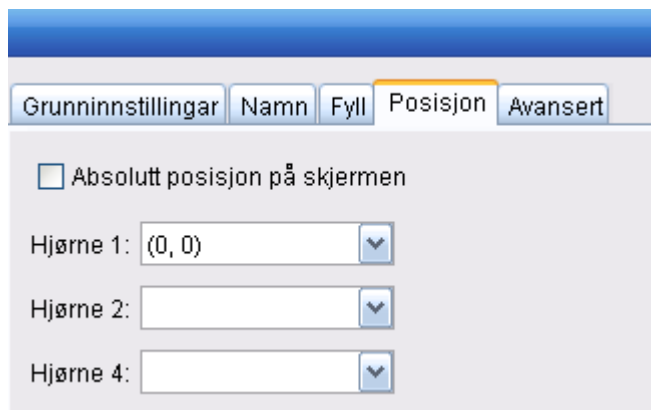 Grunninnstillingar Namn Fyll Posisjon Avansert
Absolutt posisjon på skjermen
Hjørne 1: (0, 0)
Hjørne 2:
Hjørne 4: